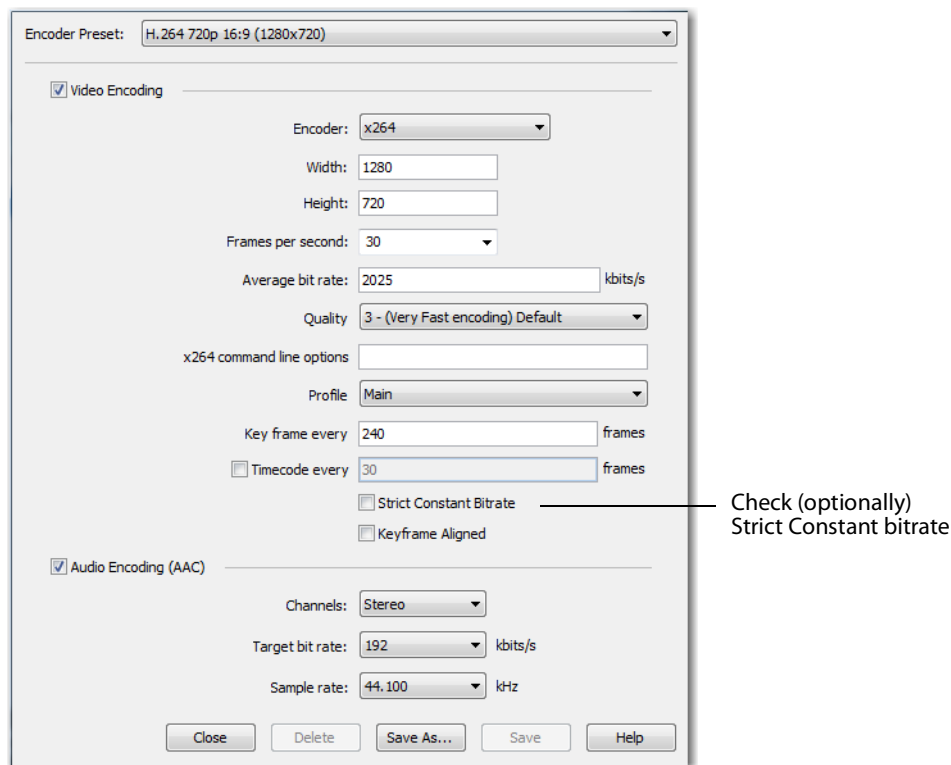 Encoder Preset: H.264 720p 16:9 (1280x720)
Video Encoding
Encoder: x264
Width: 1280
Height: 720
Frames per second: 30
Average bit rate: 2025 kbits/s
Quality 3 - (Very Fast encoding) Default
x264 command line options
Profile Main
Key frame every 240 frames
Timecode every 30 frames
Strict Constant Bitrate
Check (optionally)
Strict Constant bitrate
Keyframe Aligned
Audio Encoding (AAC)
Channels: Stereo
Target bit rate: 192 kbits/s
Sample rate: 44.100 kHz
Close Delete Save As... Save Help